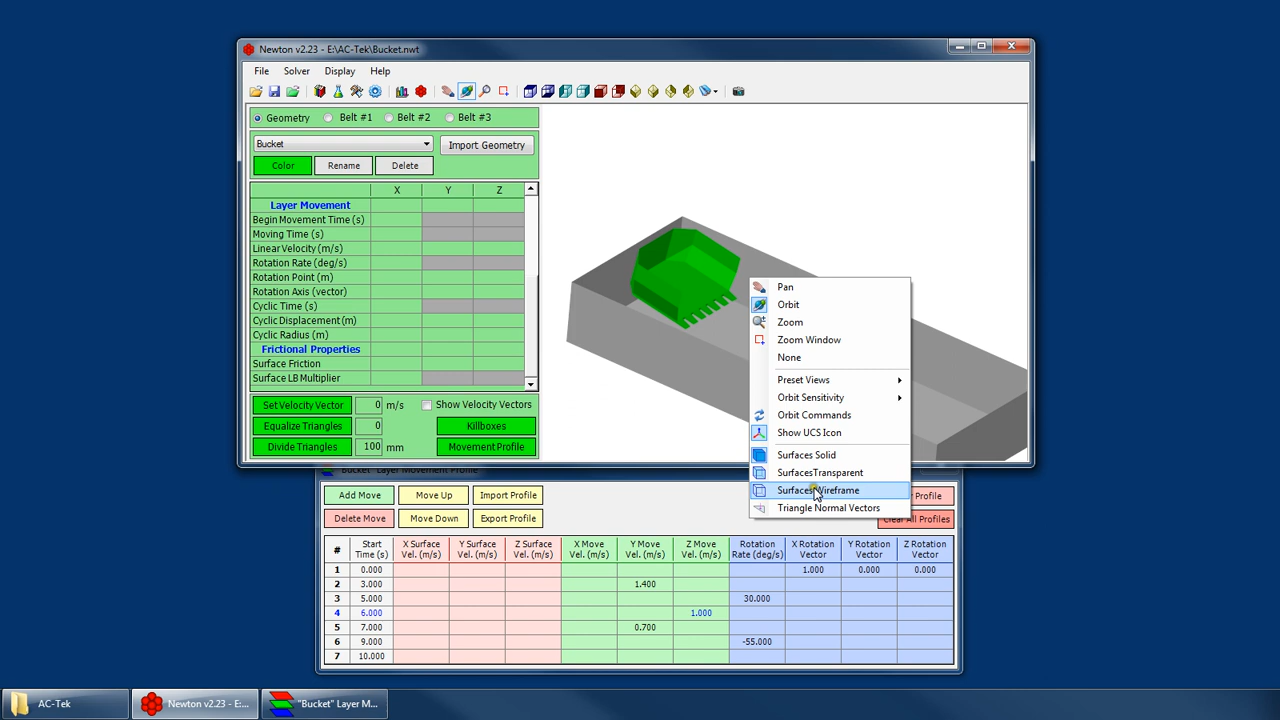 Newton v2.23 - E:\AC-Tek\Bucket.nwt
File Solver Display Help
Geometry Belt #1 Belt #2 Belt #3
Bucket Import Geometry
Color Rename Delete
X Y Z
Layer Movement
Begin Movement Time (s)
Moving Time (s)
Linear Velocity (m/s)
Rotation Rate (deg/s)
Rotation Point (m)
Rotation Axis (vector)
Cyclic Time (s)
Cyclic Displacement (m)
Cyclic Radius (m)
Frictional Properties
Surface Friction
Surface LB Multiplier
Set Velocity Vector 0 m/s Show Velocity Vectors
Equalize Triangles 0 Killboxes
Divide Triangles 100 mm Movement Profile
Pan
Orbit
Zoom
Zoom Window
None
Preset Views
Orbit Sensitivity
Orbit Commands
Show UCS Icon
Surfaces Solid
SurfacesTransparent
Surfaces Wireframe
Triangle Normal Vectors
"Bucket" Layer Movement Profile
Add Move Move Up Import Profile Profile
Delete Move Move Down Export Profile Clear All Profiles
# Start Time (s) X Surface Vel. (m/s) Y Surface Vel. (m/s) Z Surface Vel. (m/s) X Move Vel. (m/s) Y Move Vel. (m/s) Z Move Vel. (m/s) Rotation Rate (deg/s) X Rotation Vector Y Rotation Vector Z Rotation Vector
1 0.000 1.000 0.000 0.000
2 3.000 1.400
3 5.000 30.000
4 6.000 1.000
5 7.000 0.700
6 9.000 -55.000
7 10.000
AC-Tek Newton v2.23 - E:... "Bucket" Layer M...